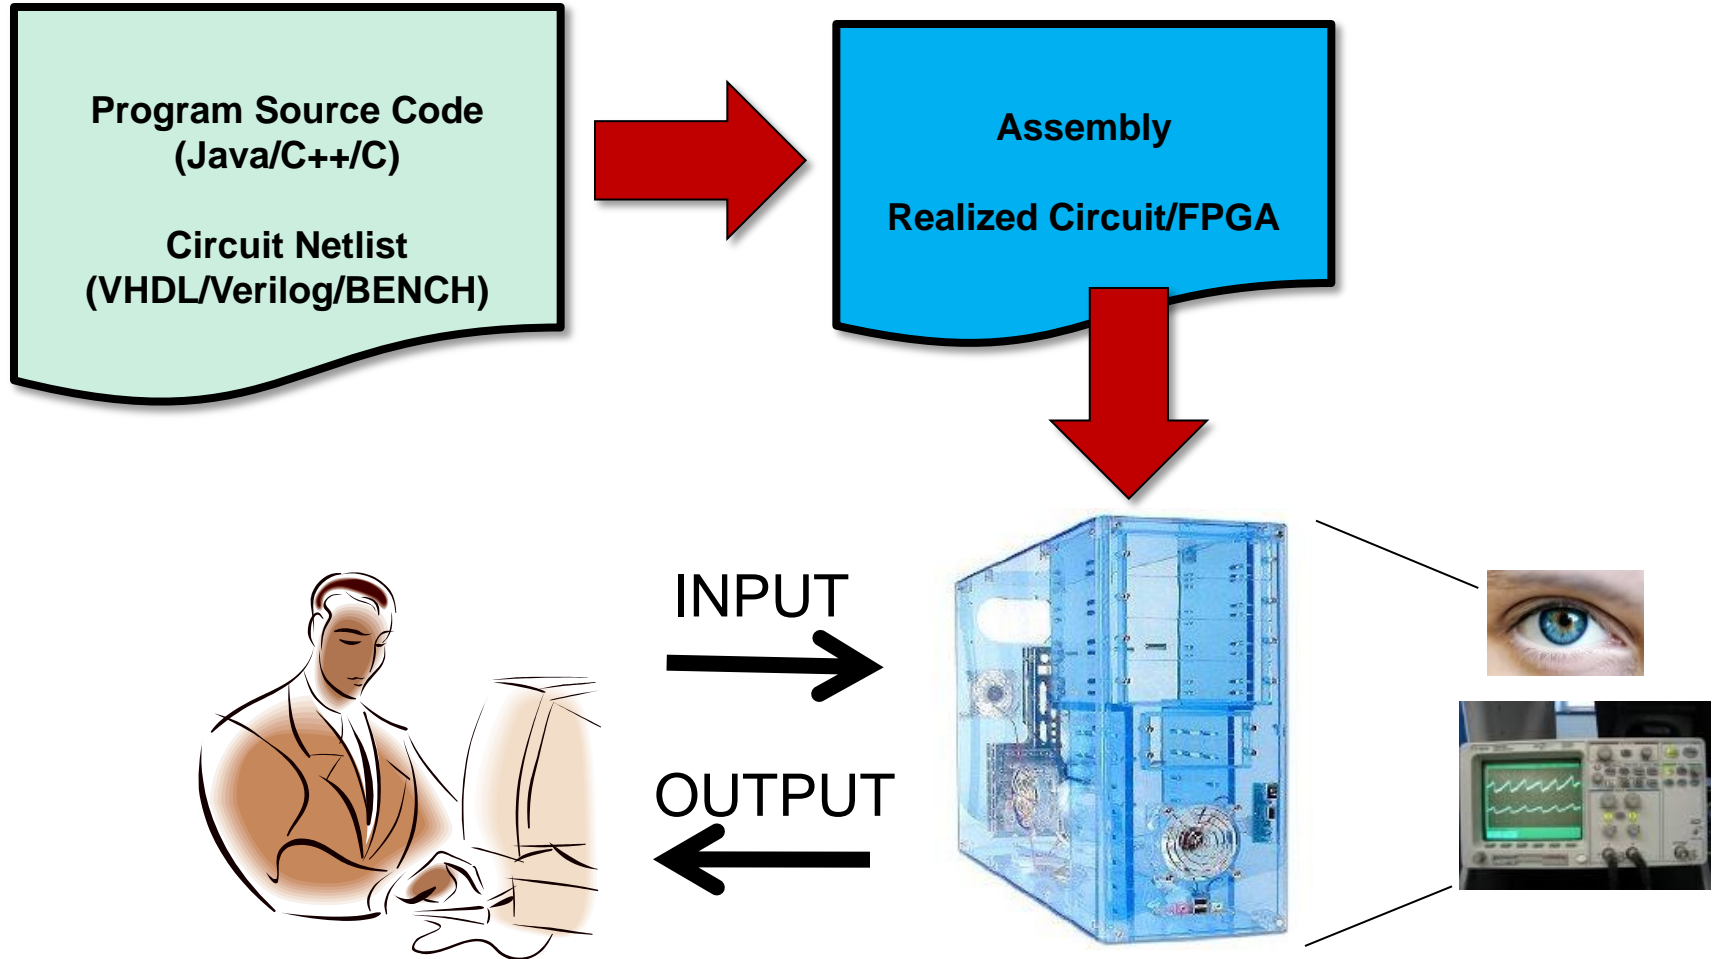 Program Source Code
(Java/C++/C)
Circuit Netlist
(VHDL/Verilog/BENCH)
Assembly
Realized Circuit/FPGA
INPUT
OUTPUT